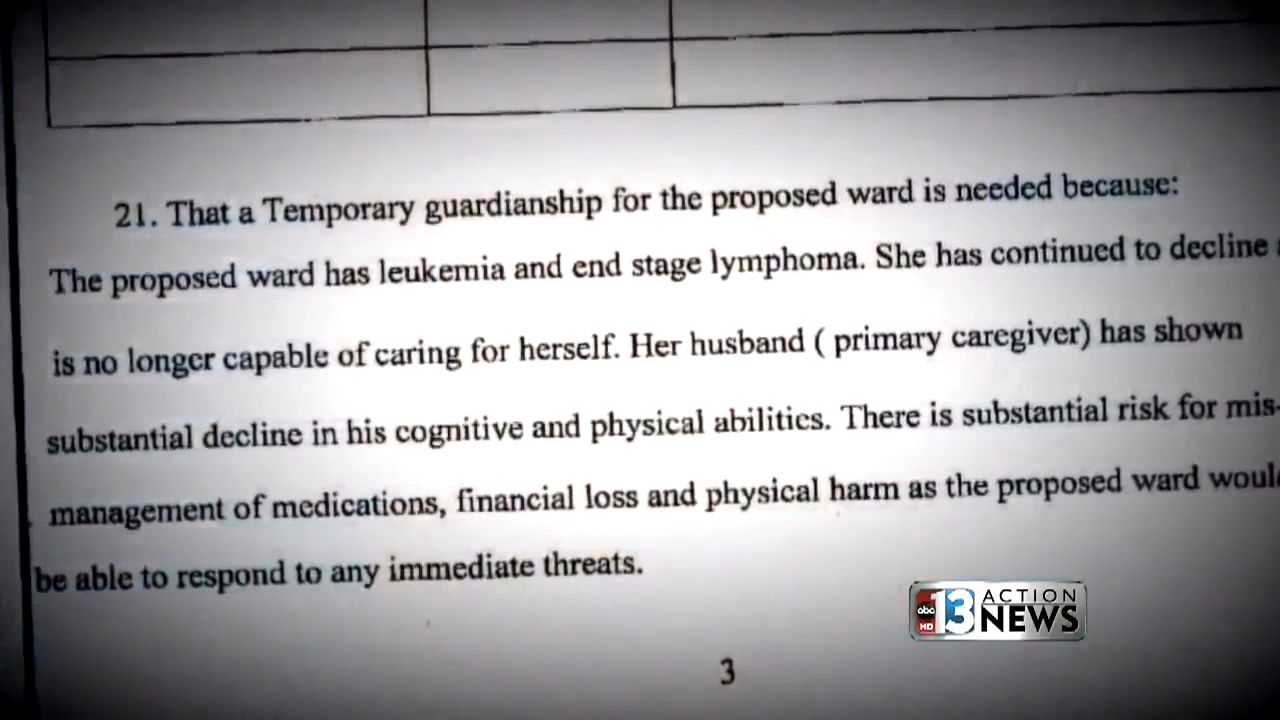 21. That a Temporary guardianship for the proposed ward is needed because:
The proposed ward has leukemia and end stage lymphoma. She has continued to decline
is no longer capable of caring for herself. Her husband ( primary caregiver) has shown
substantial decline in his cognitive and physical abilities. There is substantial risk for mis-
management of medications, financial loss and physical harm as the proposed ward would
be able to respond to any immediate threats.
abc HD 13 ACTION NEWS
3